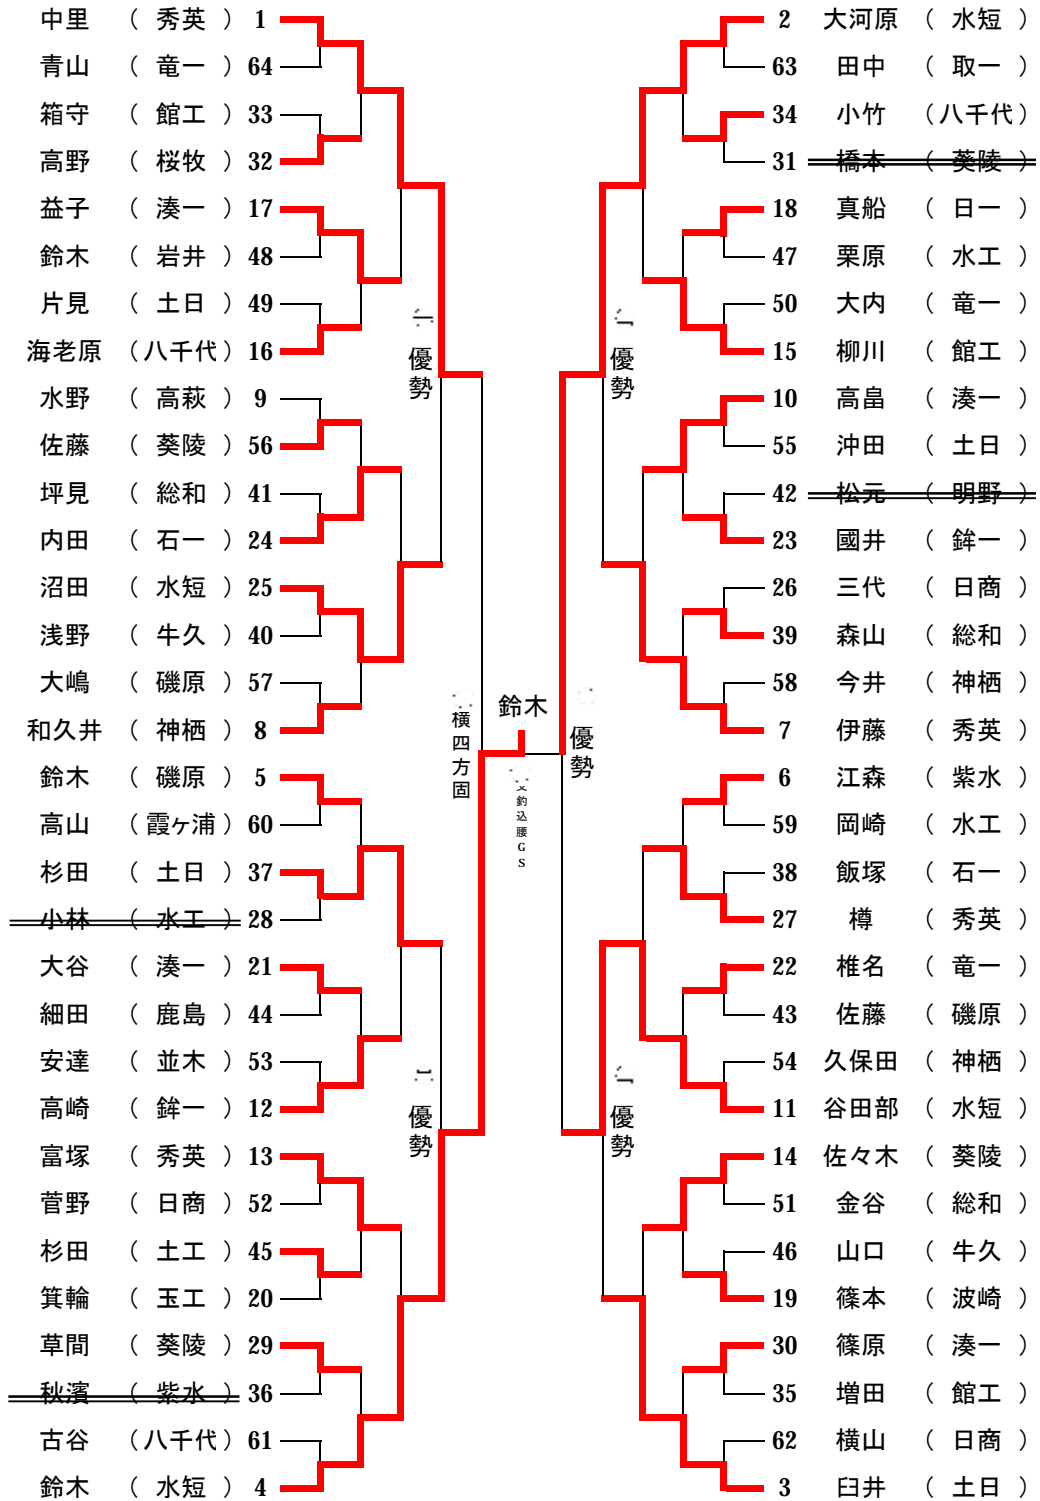 中里 （ 秀英 ） 1
青山 （ 竜一 ） 64
箱守 （ 館工 ） 33
高野 （ 桜牧 ） 32
益子 （ 湊一 ） 17
鈴木 （ 岩井 ） 48
片見 （ 土日 ） 49
海老原 （八千代） 16
水野 （ 高萩 ） 9
佐藤 （ 葵陵 ） 56
坪見 （ 総和 ） 41
内田 （ 石一 ） 24
沼田 （ 水短 ） 25
浅野 （ 牛久 ） 40
大嶋 （ 磯原 ） 57
和久井 （ 神栖 ） 8
鈴木 （ 磯原 ） 5
高山 （霞ヶ浦） 60
杉田 （ 土日 ） 37
小林 （ 水工 ） 28
大谷 （ 湊一 ） 21
細田 （ 鹿島 ） 44
安達 （ 並木 ） 53
高崎 （ 鉾一 ） 12
富塚 （ 秀英 ） 13
菅野 （ 日商 ） 52
杉田 （ 土工 ） 45
箕輪 （ 玉工 ） 20
草間 （ 葵陵 ） 29
秋濱 （ 紫水 ） 36
古谷 （八千代） 61
鈴木 （ 水短 ） 4
優勢
優勢
横四方固
鈴木
釣込腰GS
優勢
優勢
優勢
2 大河原 （ 水短 ）
63 田中 （ 取一 ）
34 小竹 （八千代）
31 橋本 （ 葵陵 ）
18 真船 （ 日一 ）
47 栗原 （ 水工 ）
50 大内 （ 竜一 ）
15 柳川 （ 館工 ）
10 高畠 （ 湊一 ）
55 沖田 （ 土日 ）
42 松元 （ 明野 ）
23 國井 （ 鉾一 ）
26 三代 （ 日商 ）
39 森山 （ 総和 ）
58 今井 （ 神栖 ）
7 伊藤 （ 秀英 ）
6 江森 （ 紫水 ）
59 岡崎 （ 水工 ）
38 飯塚 （ 石一 ）
27 樽 （ 秀英 ）
22 椎名 （ 竜一 ）
43 佐藤 （ 磯原 ）
54 久保田 （ 神栖 ）
11 谷田部 （ 水短 ）
14 佐々木 （ 葵陵 ）
51 金谷 （ 総和 ）
46 山口 （ 牛久 ）
19 篠本 （ 波崎 ）
30 篠原 （ 湊一 ）
35 増田 （ 館工 ）
62 横山 （ 日商 ）
3 臼井 （ 土日 ）